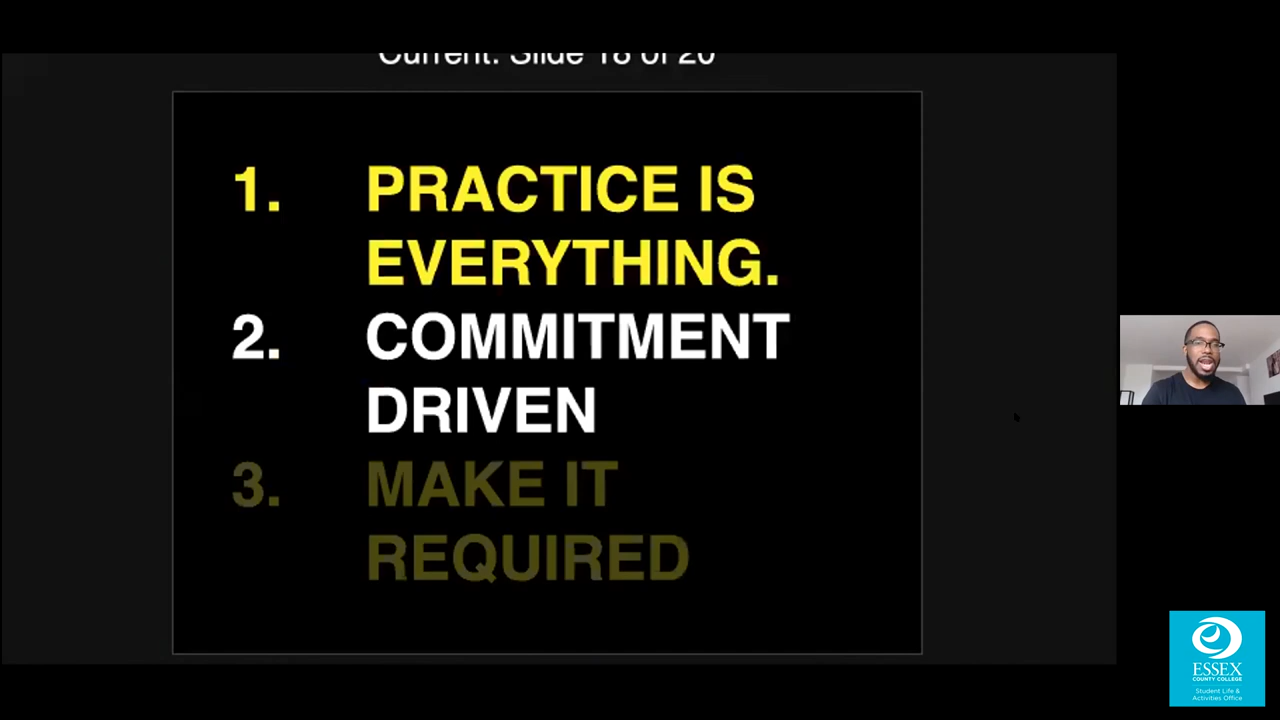 Current: Slide 18 of 20
1. PRACTICE IS
EVERYTHING.
2. COMMITMENT
DRIVEN
3. MAKE IT
REQUIRED
ESSEX
COUNTY COLLEGE
Student Life &
Activities Office